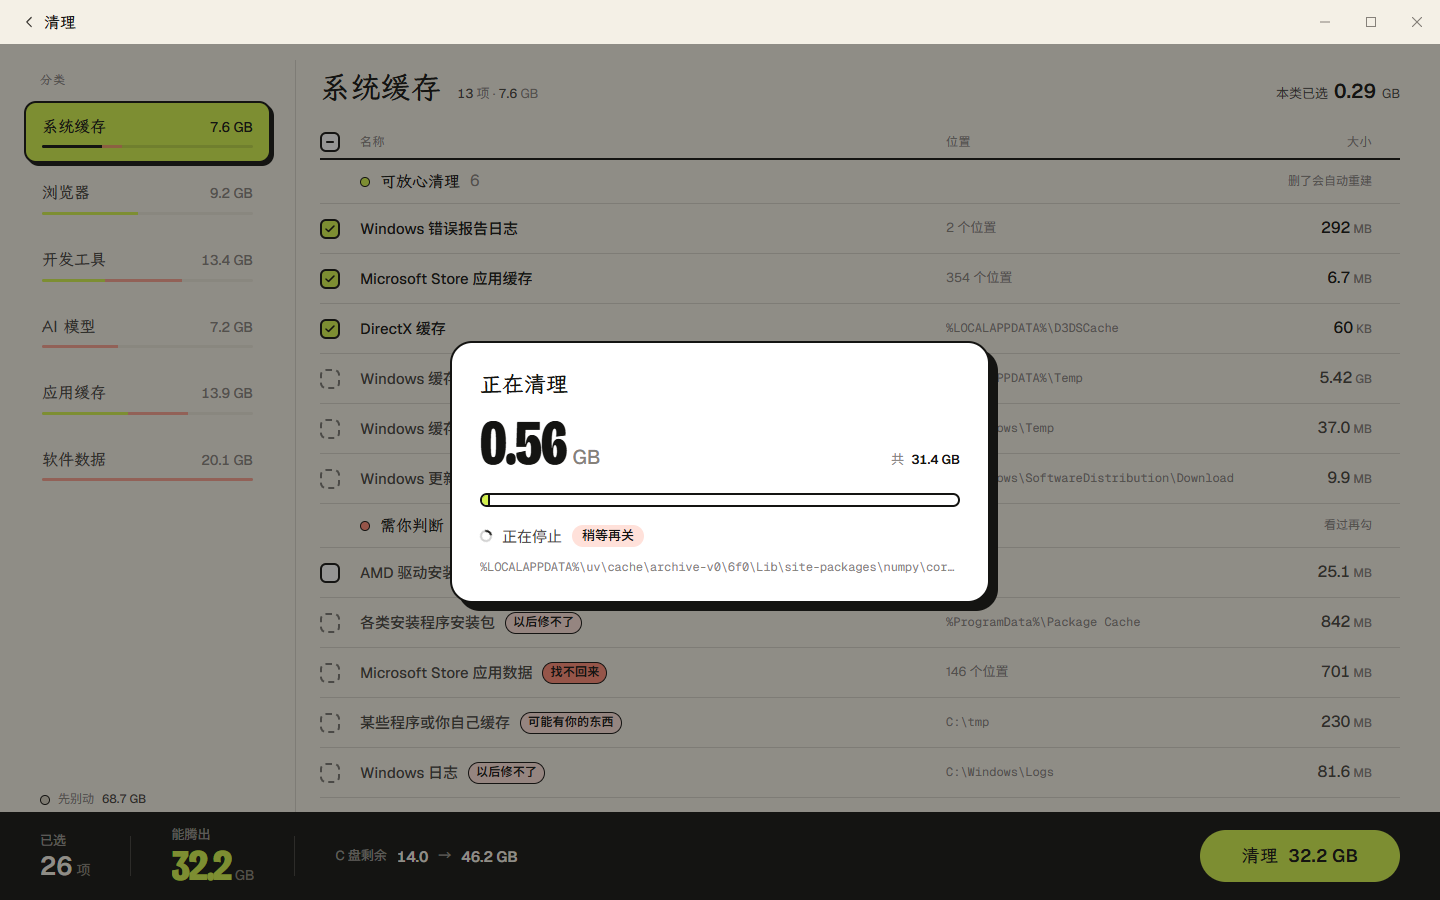 清理
分类
系统缓存 7.6 GB
浏览器 9.2 GB
开发工具 13.4 GB
AI 模型 7.2 GB
应用缓存 13.9 GB
软件数据 20.1 GB
先别动 68.7 GB
系统缓存 13 项 · 7.6 GB
本类已选 0.29 GB
名称 位置 大小
可放心清理 6 删了会自动重建
Windows 错误报告日志 2 个位置 292 MB
Microsoft Store 应用缓存 354 个位置 6.7 MB
DirectX 缓存 %LOCALAPPDATA%\D3DSCache 60 KB
Windows 缓存 PPDATA%\Temp 5.42 GB
Windows 缓存 ows\Temp 37.0 MB
Windows 更新 ows\SoftwareDistribution\Download 9.9 MB
需你判断 看过再勾
AMD 驱动安装 25.1 MB
各类安装程序安装包 以后修不了 %ProgramData%\Package Cache 842 MB
Microsoft Store 应用数据 找不回来 146 个位置 701 MB
某些程序或你自己缓存 可能有你的东西 C:\tmp 230 MB
Windows 日志 以后修不了 C:\Windows\Logs 81.6 MB
正在清理
0.56 GB
共 31.4 GB
正在停止 稍等再关
%LOCALAPPDATA%\uv\cache\archive-v0\6f0\Lib\site-packages\numpy\cor…
已选
26 项
能腾出
32.2 GB
C 盘剩余 14.0 → 46.2 GB
清理 32.2 GB